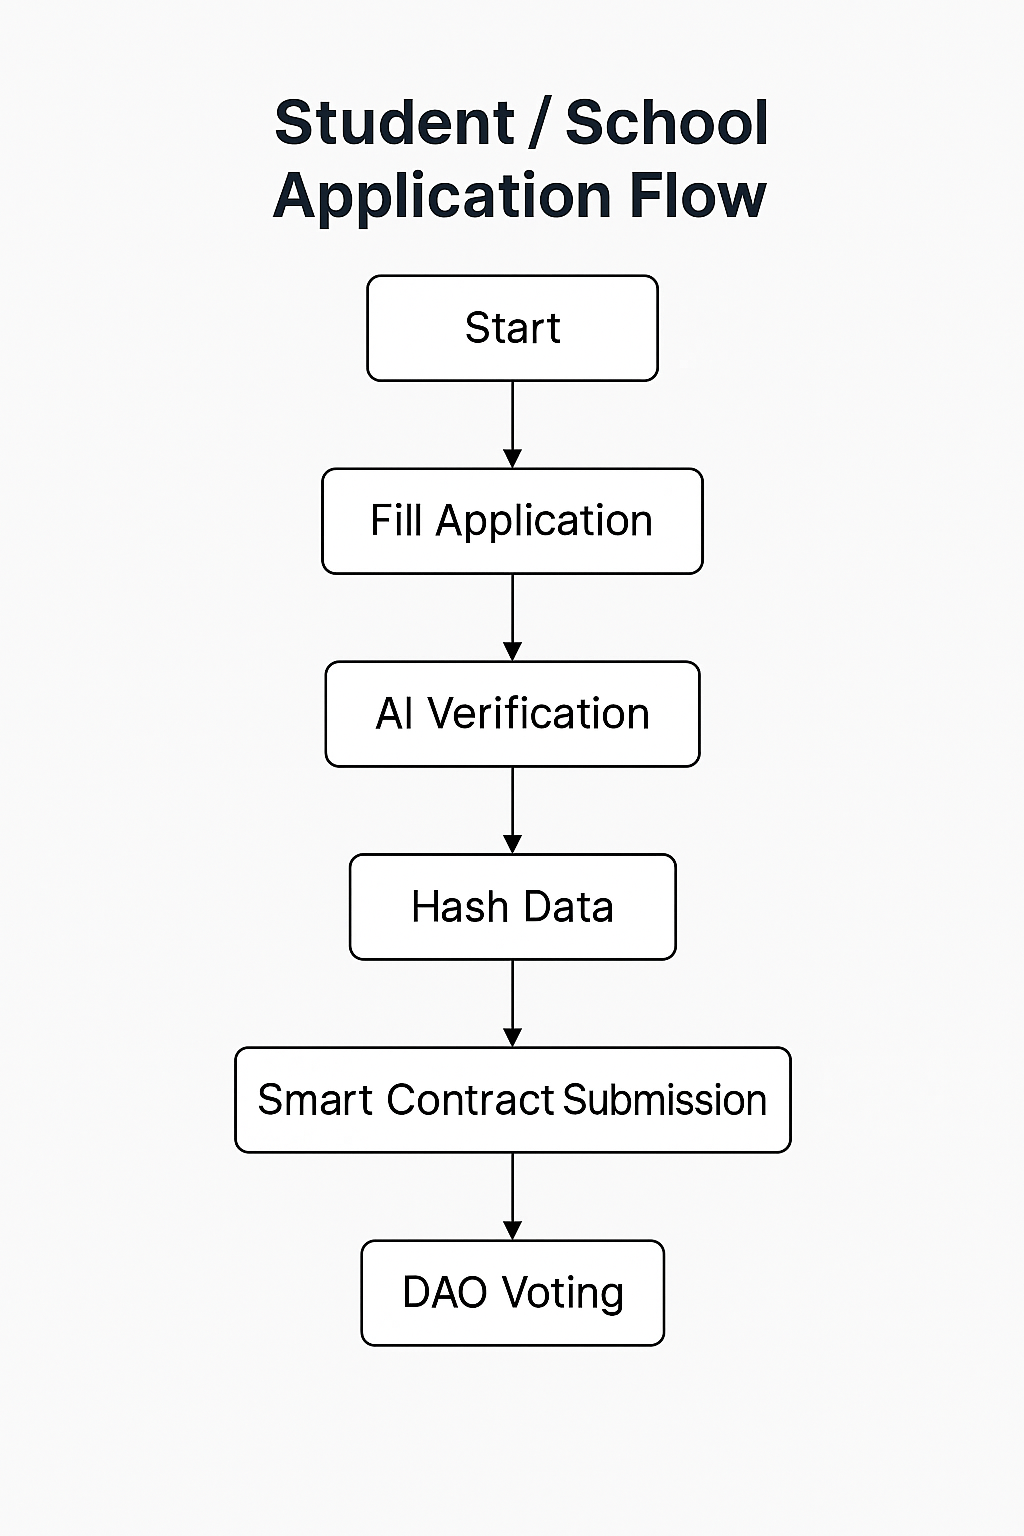 Student / School
Application Flow
Start
Fill Application
AI Verification
Hash Data
Smart Contract Submission
DAO Voting